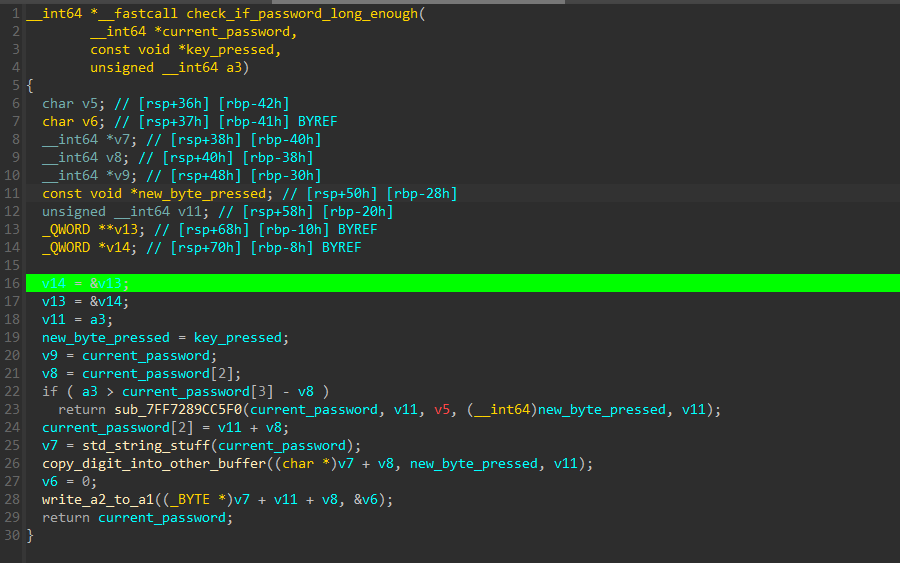 1 __int64 *__fastcall check_if_password_long_enough(
2 __int64 *current_password,
3 const void *key_pressed,
4 unsigned __int64 a3)
5 {
6 char v5; // [rsp+36h] [rbp-42h]
7 char v6; // [rsp+37h] [rbp-41h] BYREF
8 __int64 *v7; // [rsp+38h] [rbp-40h]
9 __int64 v8; // [rsp+40h] [rbp-38h]
10 __int64 *v9; // [rsp+48h] [rbp-30h]
11 const void *new_byte_pressed; // [rsp+50h] [rbp-28h]
12 unsigned __int64 v11; // [rsp+58h] [rbp-20h]
13 _QWORD **v13; // [rsp+68h] [rbp-10h] BYREF
14 _QWORD *v14; // [rsp+70h] [rbp-8h] BYREF
15
16 v14 = &v13;
17 v13 = &v14;
18 v11 = a3;
19 new_byte_pressed = key_pressed;
20 v9 = current_password;
21 v8 = current_password[2];
22 if ( a3 > current_password[3] - v8 )
23 return sub_7FF7289CC5F0(current_password, v11, v5, (__int64)new_byte_pressed, v11);
24 current_password[2] = v11 + v8;
25 v7 = std_string_stuff(current_password);
26 copy_digit_into_other_buffer((char *)v7 + v8, new_byte_pressed, v11);
27 v6 = 0;
28 write_a2_to_a1((_BYTE *)v7 + v11 + v8, &v6);
29 return current_password;
30 }